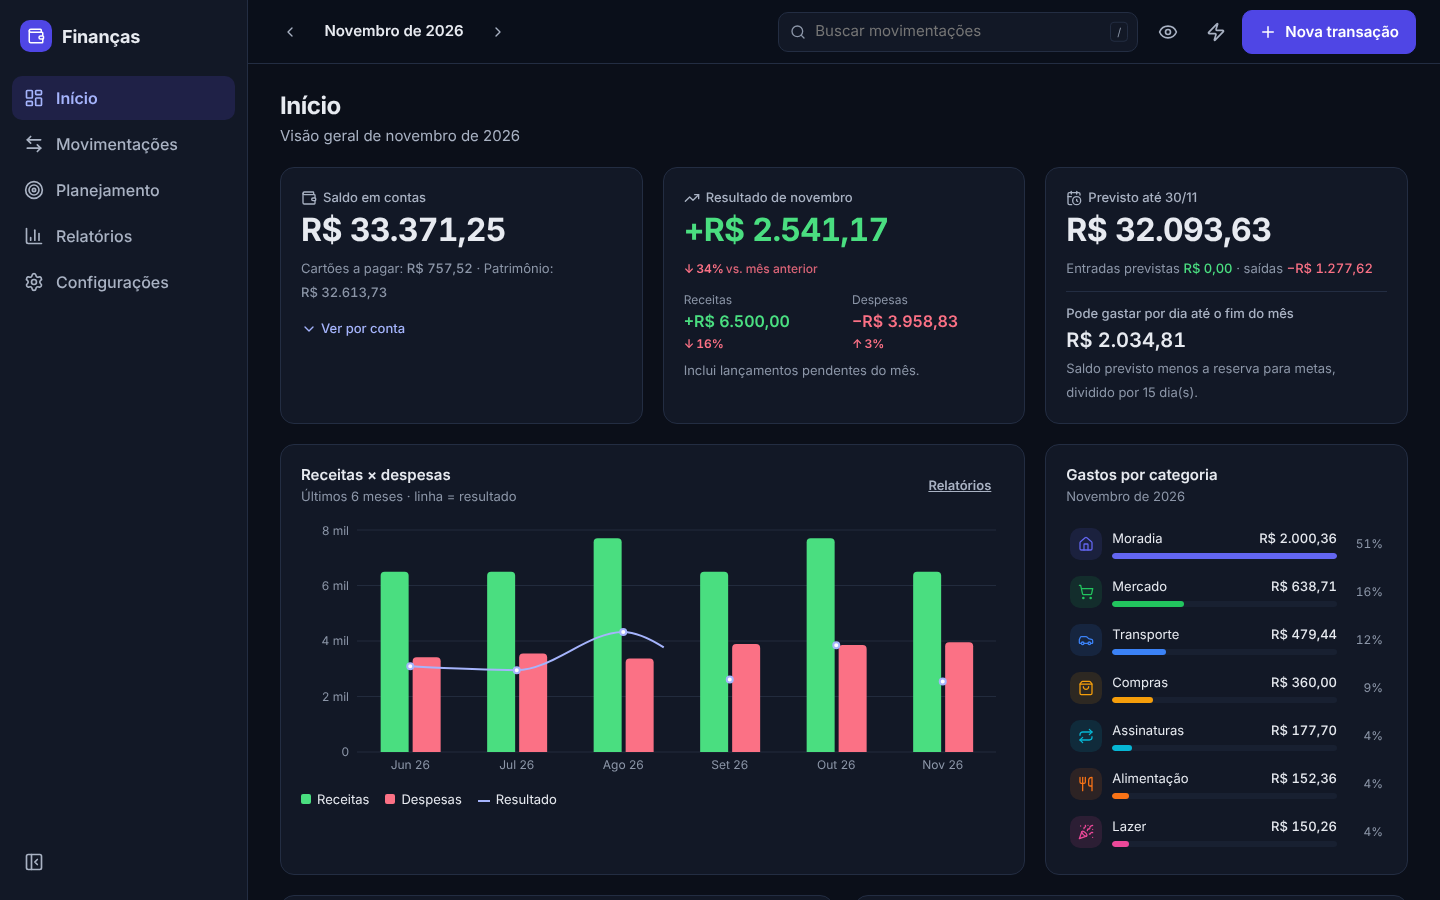 Finanças
Novembro de 2026
Buscar movimentações
/
Nova transação
Início
Movimentações
Planejamento
Relatórios
Configurações
Início
Visão geral de novembro de 2026
Saldo em contas
R$ 33.371,25
Cartões a pagar: R$ 757,52 · Patrimônio:
R$ 32.613,73
Ver por conta
Resultado de novembro
+R$ 2.541,17
↓34% vs. mês anterior
Receitas
+R$ 6.500,00
↓16%
Despesas
−R$ 3.958,83
↑3%
Inclui lançamentos pendentes do mês.
Previsto até 30/11
R$ 32.093,63
Entradas previstas R$ 0,00 · saídas −R$ 1.277,62
Pode gastar por dia até o fim do mês
R$ 2.034,81
Saldo previsto menos a reserva para metas,
dividido por 15 dia(s).
Receitas × despesas
Últimos 6 meses · linha = resultado
Relatórios
8 mil
6 mil
4 mil
2 mil
0
Jun 26
Jul 26
Ago 26
Set 26
Out 26
Nov 26
Receitas
Despesas
Resultado
Gastos por categoria
Novembro de 2026
Moradia R$ 2.000,36 51%
Mercado R$ 638,71 16%
Transporte R$ 479,44 12%
Compras R$ 360,00 9%
Assinaturas R$ 177,70 4%
Alimentação R$ 152,36 4%
Lazer R$ 150,26 4%